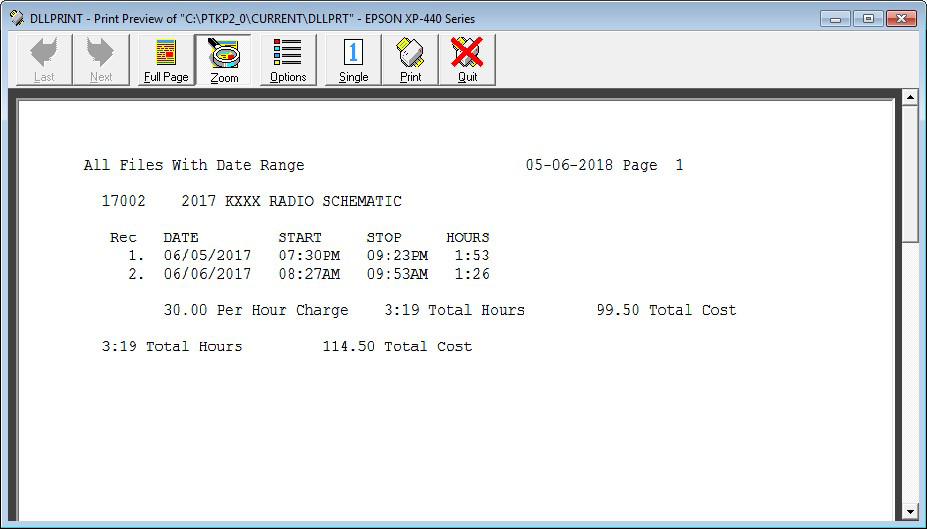 DLLPRINT - Print Preview of "C:\PTKP2_0\CURRENT\DLLPRT" - EPSON XP-440 Series
Last Next Full Page Zoom Options 1 Single Print Quit
All Files With Date Range 05-06-2018 Page 1
17002 2017 KXXX RADIO SCHEMATIC
Rec DATE START STOP HOURS
1. 06/05/2017 07:30PM 09:23PM 1:53
2. 06/06/2017 08:27AM 09:53AM 1:26
30.00 Per Hour Charge 3:19 Total Hours 99.50 Total Cost
3:19 Total Hours 114.50 Total Cost